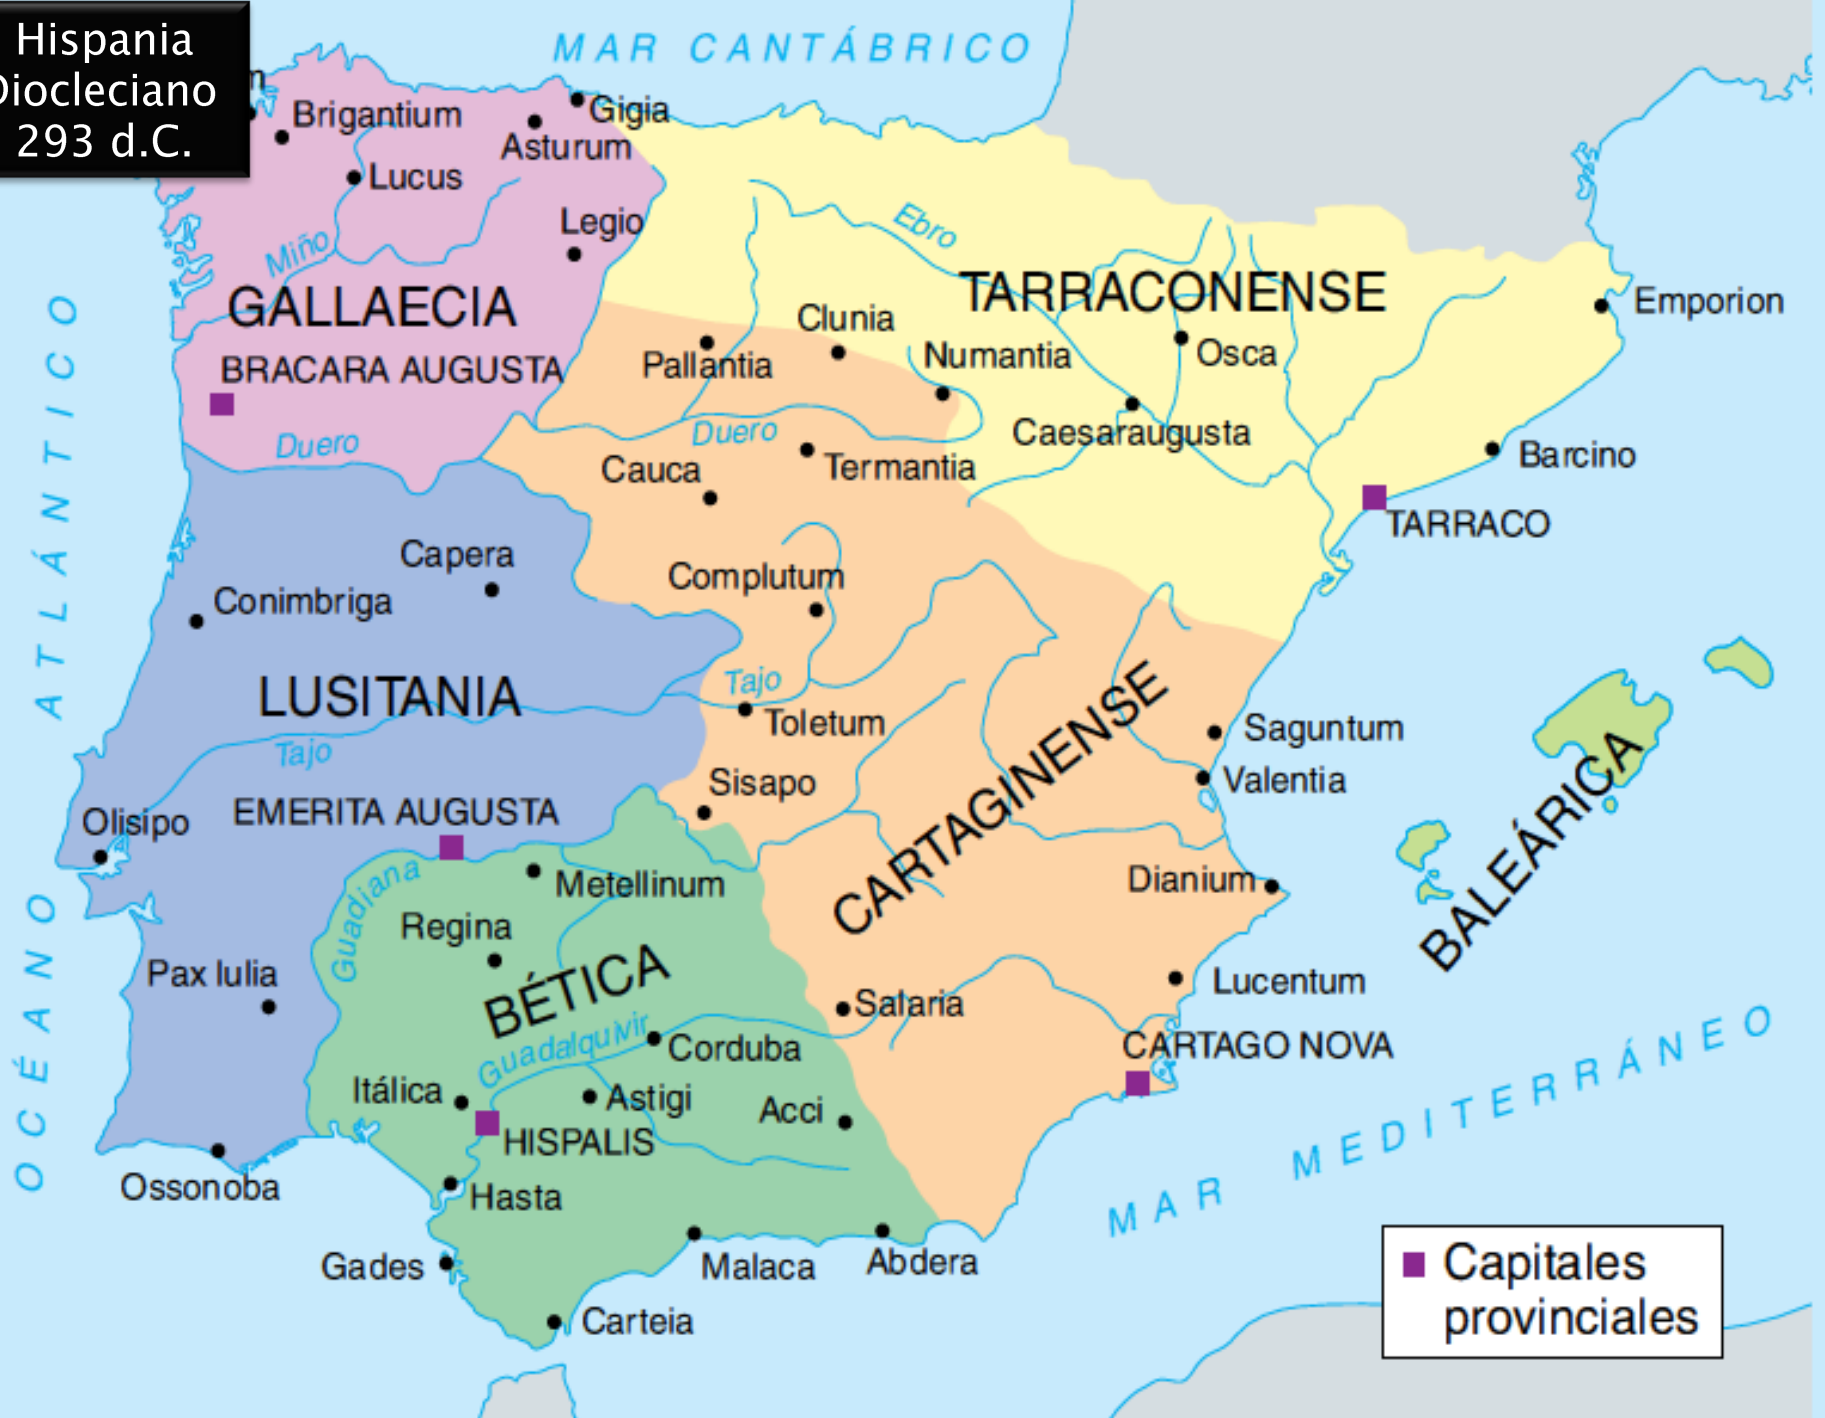 Hispania
Diocleciano
293 d.C.
MAR CANTÁBRICO
Brigantium
Gigia
Asturum
Lucus
Legio
Miño
Ebro
GALLAECIA
TARRACONENSE
Emporion
Clunia
BRACARA AUGUSTA
Pallantia
Numantia
Osca
Duero
Duero
Caesaraugusta
Cauca
Termantia
Barcino
TARRACO
Capera
Complutum
Conimbriga
OCÉANO ATLÁNTICO
LUSITANIA
Tajo
Toletum
Tajo
Saguntum
Sisapo
Valentia
CARTAGINENSE
BALEÁRICA
Olisipo
EMERITA AUGUSTA
Guadiana
Metellinum
Dianium
Regina
Pax Iulia
BÉTICA
Salaria
Lucentum
Guadalquivir
Corduba
CARTAGO NOVA
Itálica
Astigi
Acci
HISPALIS
MAR MEDITERRÁNEO
Ossonoba
Hasta
Gades
Malaca
Abdera
Carteia
Capitales
provinciales